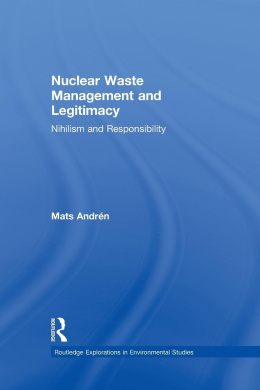 Nuclear Waste
Management and
Legitimacy
Nihilism and Responsibility
Mats Andrén
ROUTLEDGE
Routledge Explorations in Environmental Studies